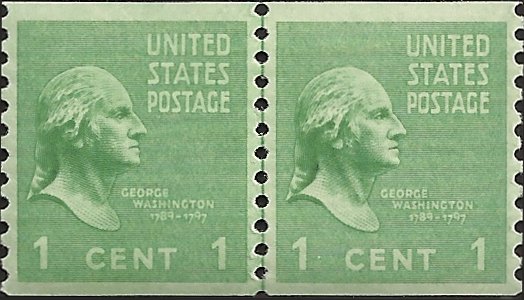 UNITED
STATES
POSTAGE
GEORGE
WASHINGTON
1789-1797
1 CENT 1
UNITED
STATES
POSTAGE
GEORGE
WASHINGTON
1789-1797
1 CENT 1